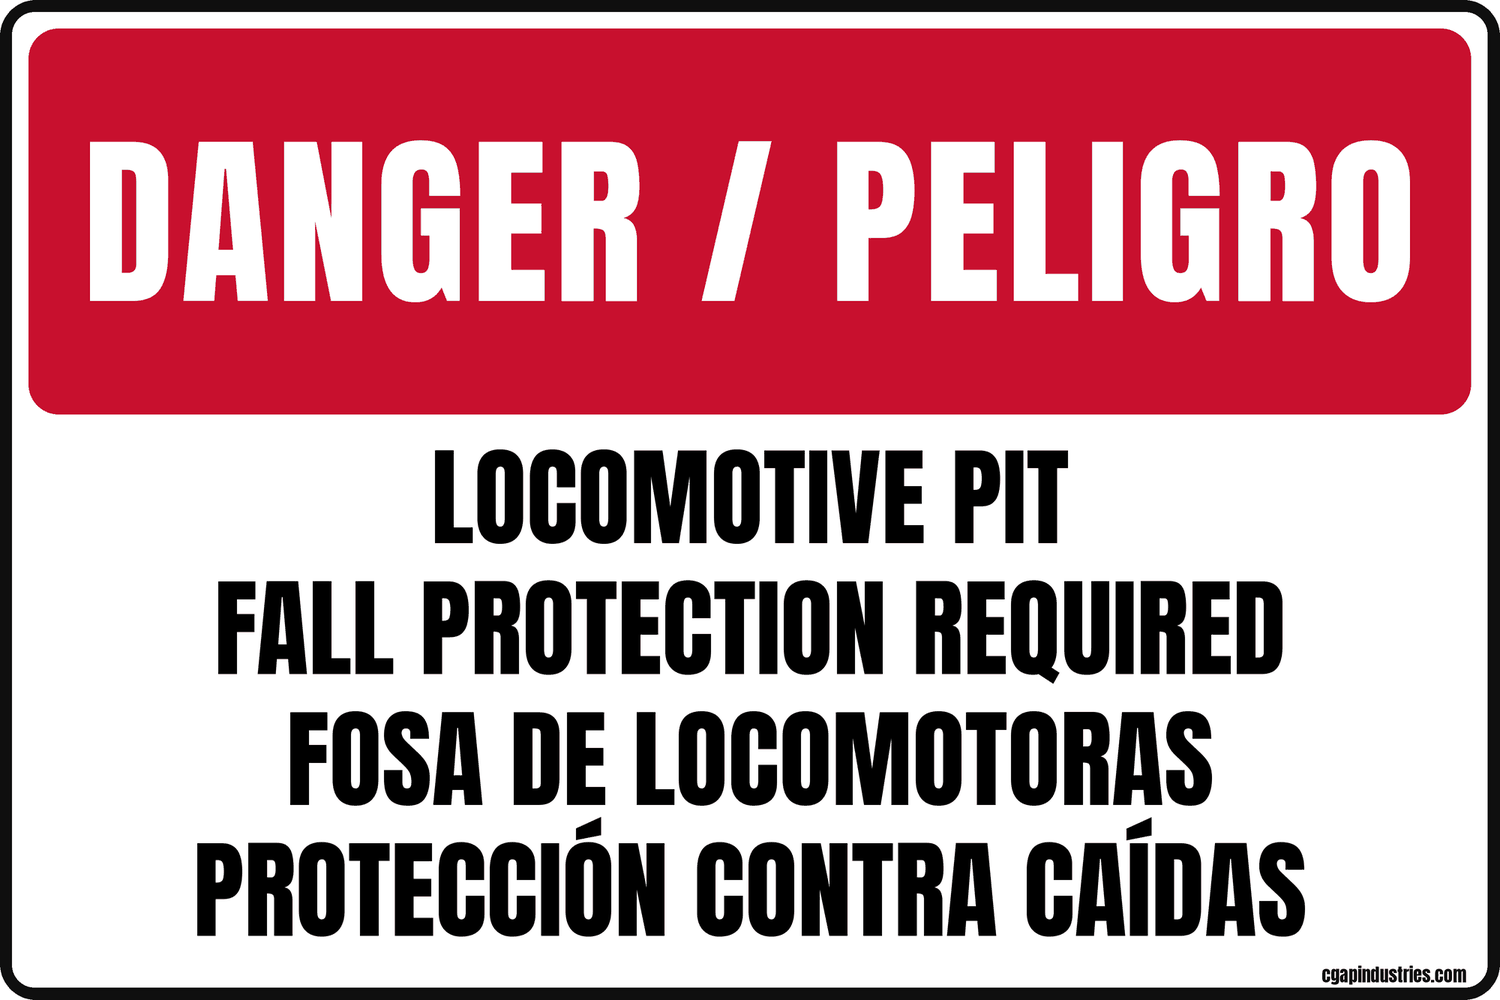 DANGER / PELIGRO
LOCOMOTIVE PIT
FALL PROTECTION REQUIRED
FOSA DE LOCOMOTORAS
PROTECCIÓN CONTRA CAÍDAS
cgapindustries.com